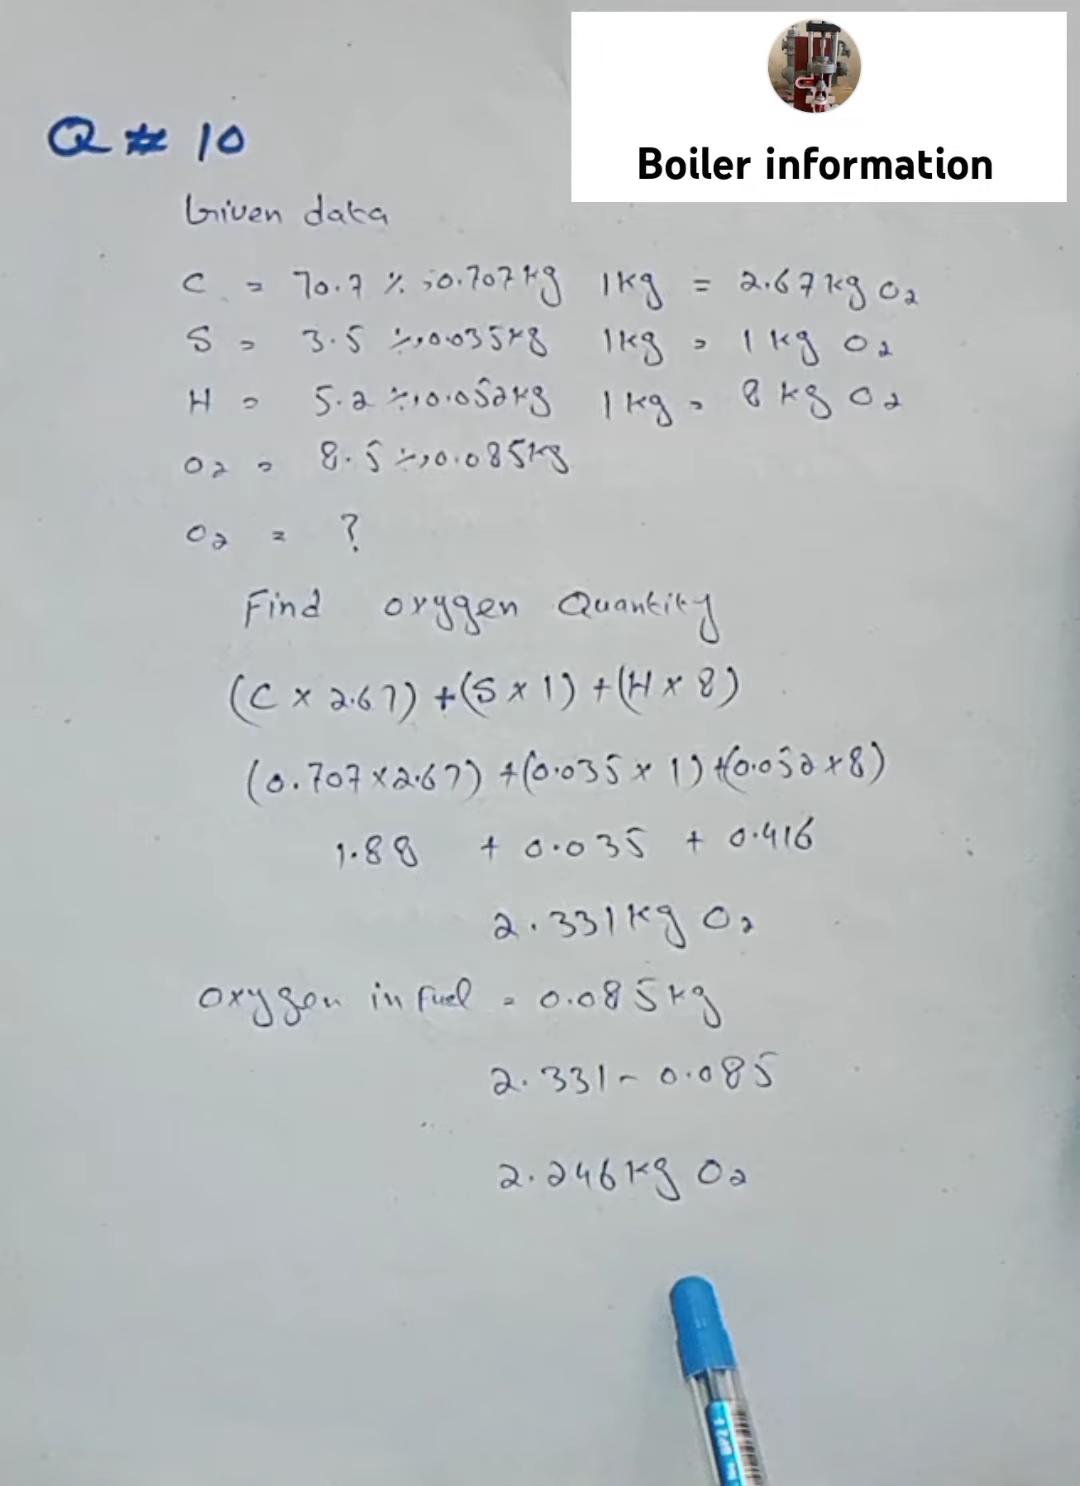 Boiler information
Q # 10
Given data
C = 70.7 %, 0.707 kg 1kg = 2.67 kg O2
S = 3.5 %, 0.035 kg 1kg = 1 kg O2
H = 5.2 %, 0.052 kg 1 kg = 8 kg O2
O2 = 8.5 %, 0.085 kg
O2 = ?
Find oxygen Quantity
(C × 2.67) + (S × 1) + (H × 8)
(0.707 × 2.67) + (0.035 × 1) + (0.052 × 8)
1.88 + 0.035 + 0.416
2.331 kg O2
oxygen in fuel = 0.085 kg
2.331 - 0.085
2.246 kg O2